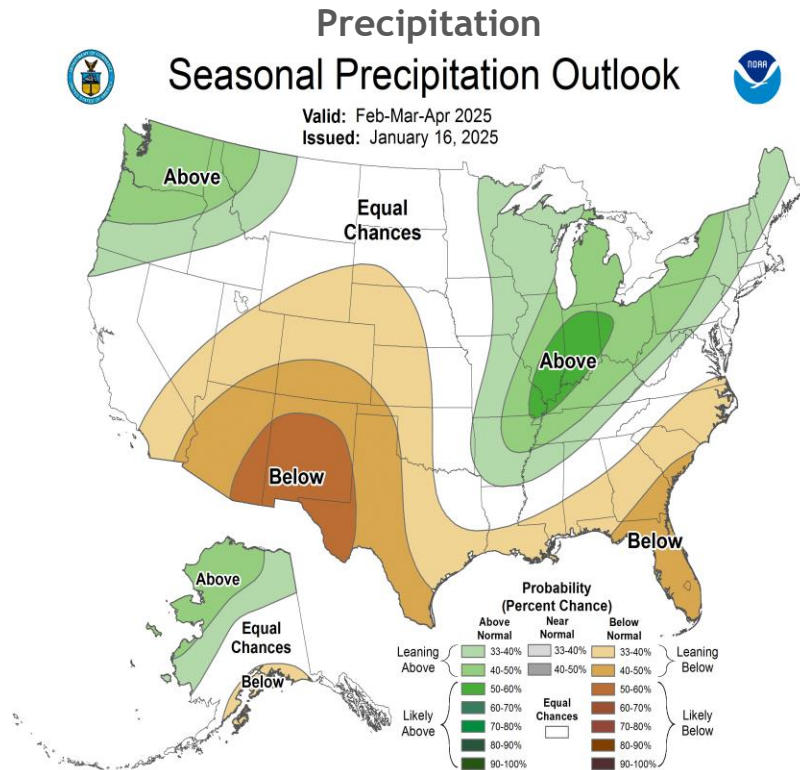 Precipitation
Seasonal Precipitation Outlook
NOAA
Valid: Feb-Mar-Apr 2025
Issued: January 16, 2025
Above
Equal
Chances
Above
Below
Below
Above
Equal
Chances
Below
Probability
(Percent Chance)
Above
Normal
Near
Normal
Below
Normal
Leaning
Above
33-40%
33-40%
33-40%
Leaning
Below
40-50%
40-50%
40-50%
Likely
Above
50-60%
60-70%
70-80%
80-90%
90-100%
Equal
Chances
50-60%
60-70%
70-80%
80-90%
90-100%
Likely
Below